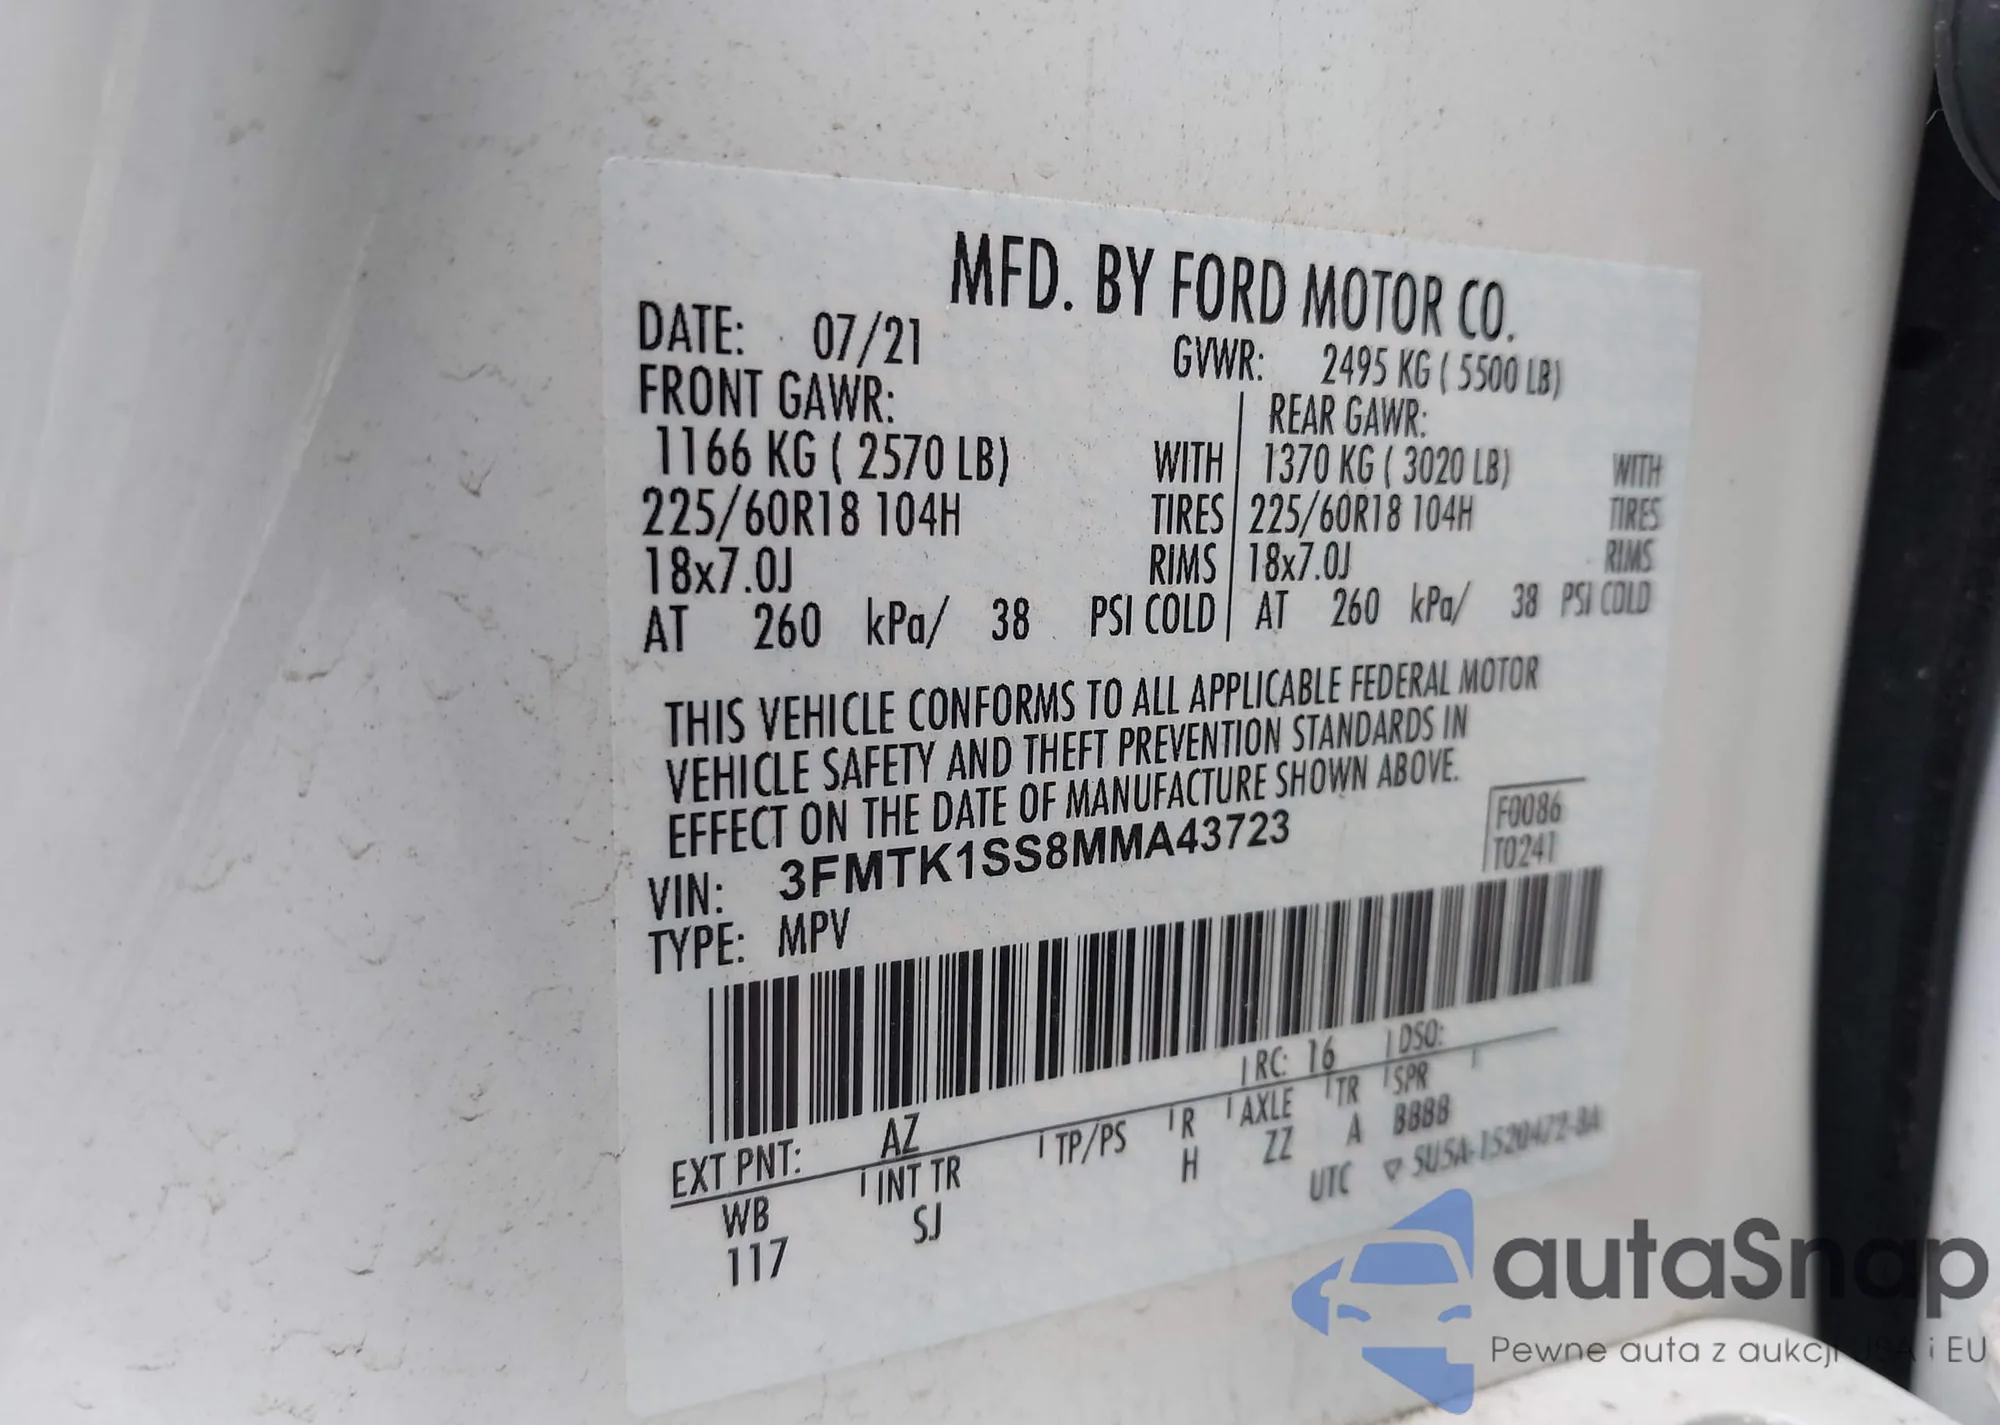 MFD. BY FORD MOTOR CO.
DATE: 07/21 GVWR: 2495 KG ( 5500 LB)
FRONT GAWR: REAR GAWR:
1166 KG ( 2570 LB) WITH 1370 KG ( 3020 LB) WITH
225/60R18 104H TIRES 225/60R18 104H TIRES
18x7.0J RIMS 18x7.0J RIMS
AT 260 kPa/ 38 PSI COLD AT 260 kPa/ 38 PSI COLD
THIS VEHICLE CONFORMS TO ALL APPLICABLE FEDERAL MOTOR
VEHICLE SAFETY AND THEFT PREVENTION STANDARDS IN
EFFECT ON THE DATE OF MANUFACTURE SHOWN ABOVE.
VIN: 3FMTK1SS8MMA43723 F0086
TYPE: MPV T0241
EXT PNT: AZ RC: 16 DSO:
WB INT TR TP/PS R AXLE TR SPR
117 SJ H ZZ A BBBB
UTC
autaSnap
Pewne auta z aukcji USA i EU